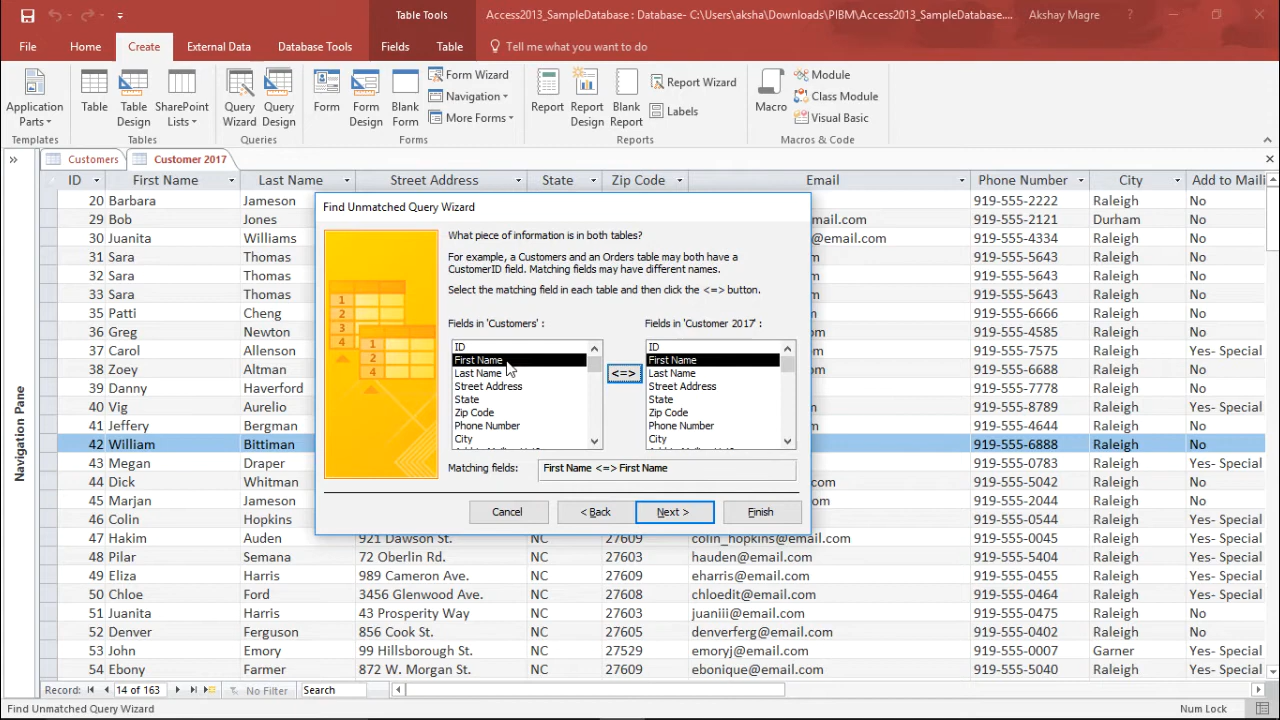 Table Tools
Access2013_SampleDatabase : Database- C:\Users\aksha\Downloads\PIBM\Access2013_SampleDatabase....
Akshay Magre
?
File
Home
Create
External Data
Database Tools
Fields
Table
Tell me what you want to do
Application Parts
Table
Table Design
SharePoint Lists
Query Wizard
Query Design
Form
Form Design
Blank Form
Form Wizard
Navigation
More Forms
Report
Report Design
Blank Report
Report Wizard
Labels
Macro
Module
Class Module
Visual Basic
Templates
Tables
Queries
Forms
Reports
Macros & Code
Customers
Customer 2017
ID First Name Last Name Street Address State Zip Code Email Phone Number City Add to Maili
20 Barbara Jameson 919-555-2222 Raleigh No
29 Bob Jones mail.com 919-555-2121 Durham No
30 Juanita Williams @email.com 919-555-4334 Raleigh No
31 Sara Thomas 919-555-6666 Raleigh No
32 Sara Thomas om 919-555-5544 Raleigh No
33 Sara Thomas om 919-555-5544 Raleigh No
35 Patti Cheng 919-555-6666 Raleigh No
36 Greg Newton om 919-555-4585 Raleigh No
37 Carol Allenson om 919-555-7575 Raleigh Yes- Special
38 Zoey Altman om 919-555-6688 Raleigh No
39 Danny Haverford 919-555-7688 Raleigh No
40 Vig Aurelio om 919-555-8789 Raleigh Yes- Special
41 Jeffery Bergman om 919-555-4444 Raleigh No
42 William Bittiman 919-555-6888 Raleigh No
43 Megan Draper 919-555-0783 Raleigh Yes- Special
44 Dick Whitman om 919-555-5042 Raleigh No
45 Marjan Jameson 919-555-2044 Raleigh No
46 Colin Hopkins 919-555-0544 Raleigh Yes- Special
47 Hakim Auden 921 Dawson St. NC 27609 colin_hopkins@email.com 919-555-0045 Raleigh Yes- Special
48 Pilar Semana 72 Oberlin Rd. NC 27603 hauden@email.com 919-555-5404 Raleigh Yes- Special
49 Eliza Harris 989 Cameron Ave. NC 27609 eharris@email.com 919-555-0455 Raleigh Yes- Special
50 Chloe Ford 3456 Glenwood Ave. NC 27608 chloedit@email.com 919-555-0464 Raleigh Yes- Special
51 Juanita Harris 43 Prosperity Way NC 27603 juaniii@email.com 919-555-0475 Raleigh No
52 Denver Ferguson 856 Cook St. NC 27605 denverferg@email.com 919-555-0402 Raleigh Yes- Special
53 John Emory 99 Hillsborough St. NC 27529 emoryj@email.com 919-555-0007 Garner Yes- Special
54 Ebony Farmer 872 W. Morgan St. NC 27609 ebonique@email.com 919-555-5040 Raleigh Yes- Special
Navigation Pane
Find Unmatched Query Wizard
What piece of information is in both tables?
For example, a Customers and an Orders table may both have a
CustomerID field. Matching fields may have different names.
Select the matching field in each table and then click the <=> button.
Fields in 'Customers' :
ID
First Name
Last Name
Street Address
State
Zip Code
Phone Number
City
<=>
Fields in 'Customer 2017' :
ID
First Name
Last Name
Street Address
State
Zip Code
Phone Number
City
Matching fields: First Name <=> First Name
Cancel
< Back
Next >
Finish
Record: 14 of 163 No Filter Search
Find Unmatched Query Wizard
Num Lock